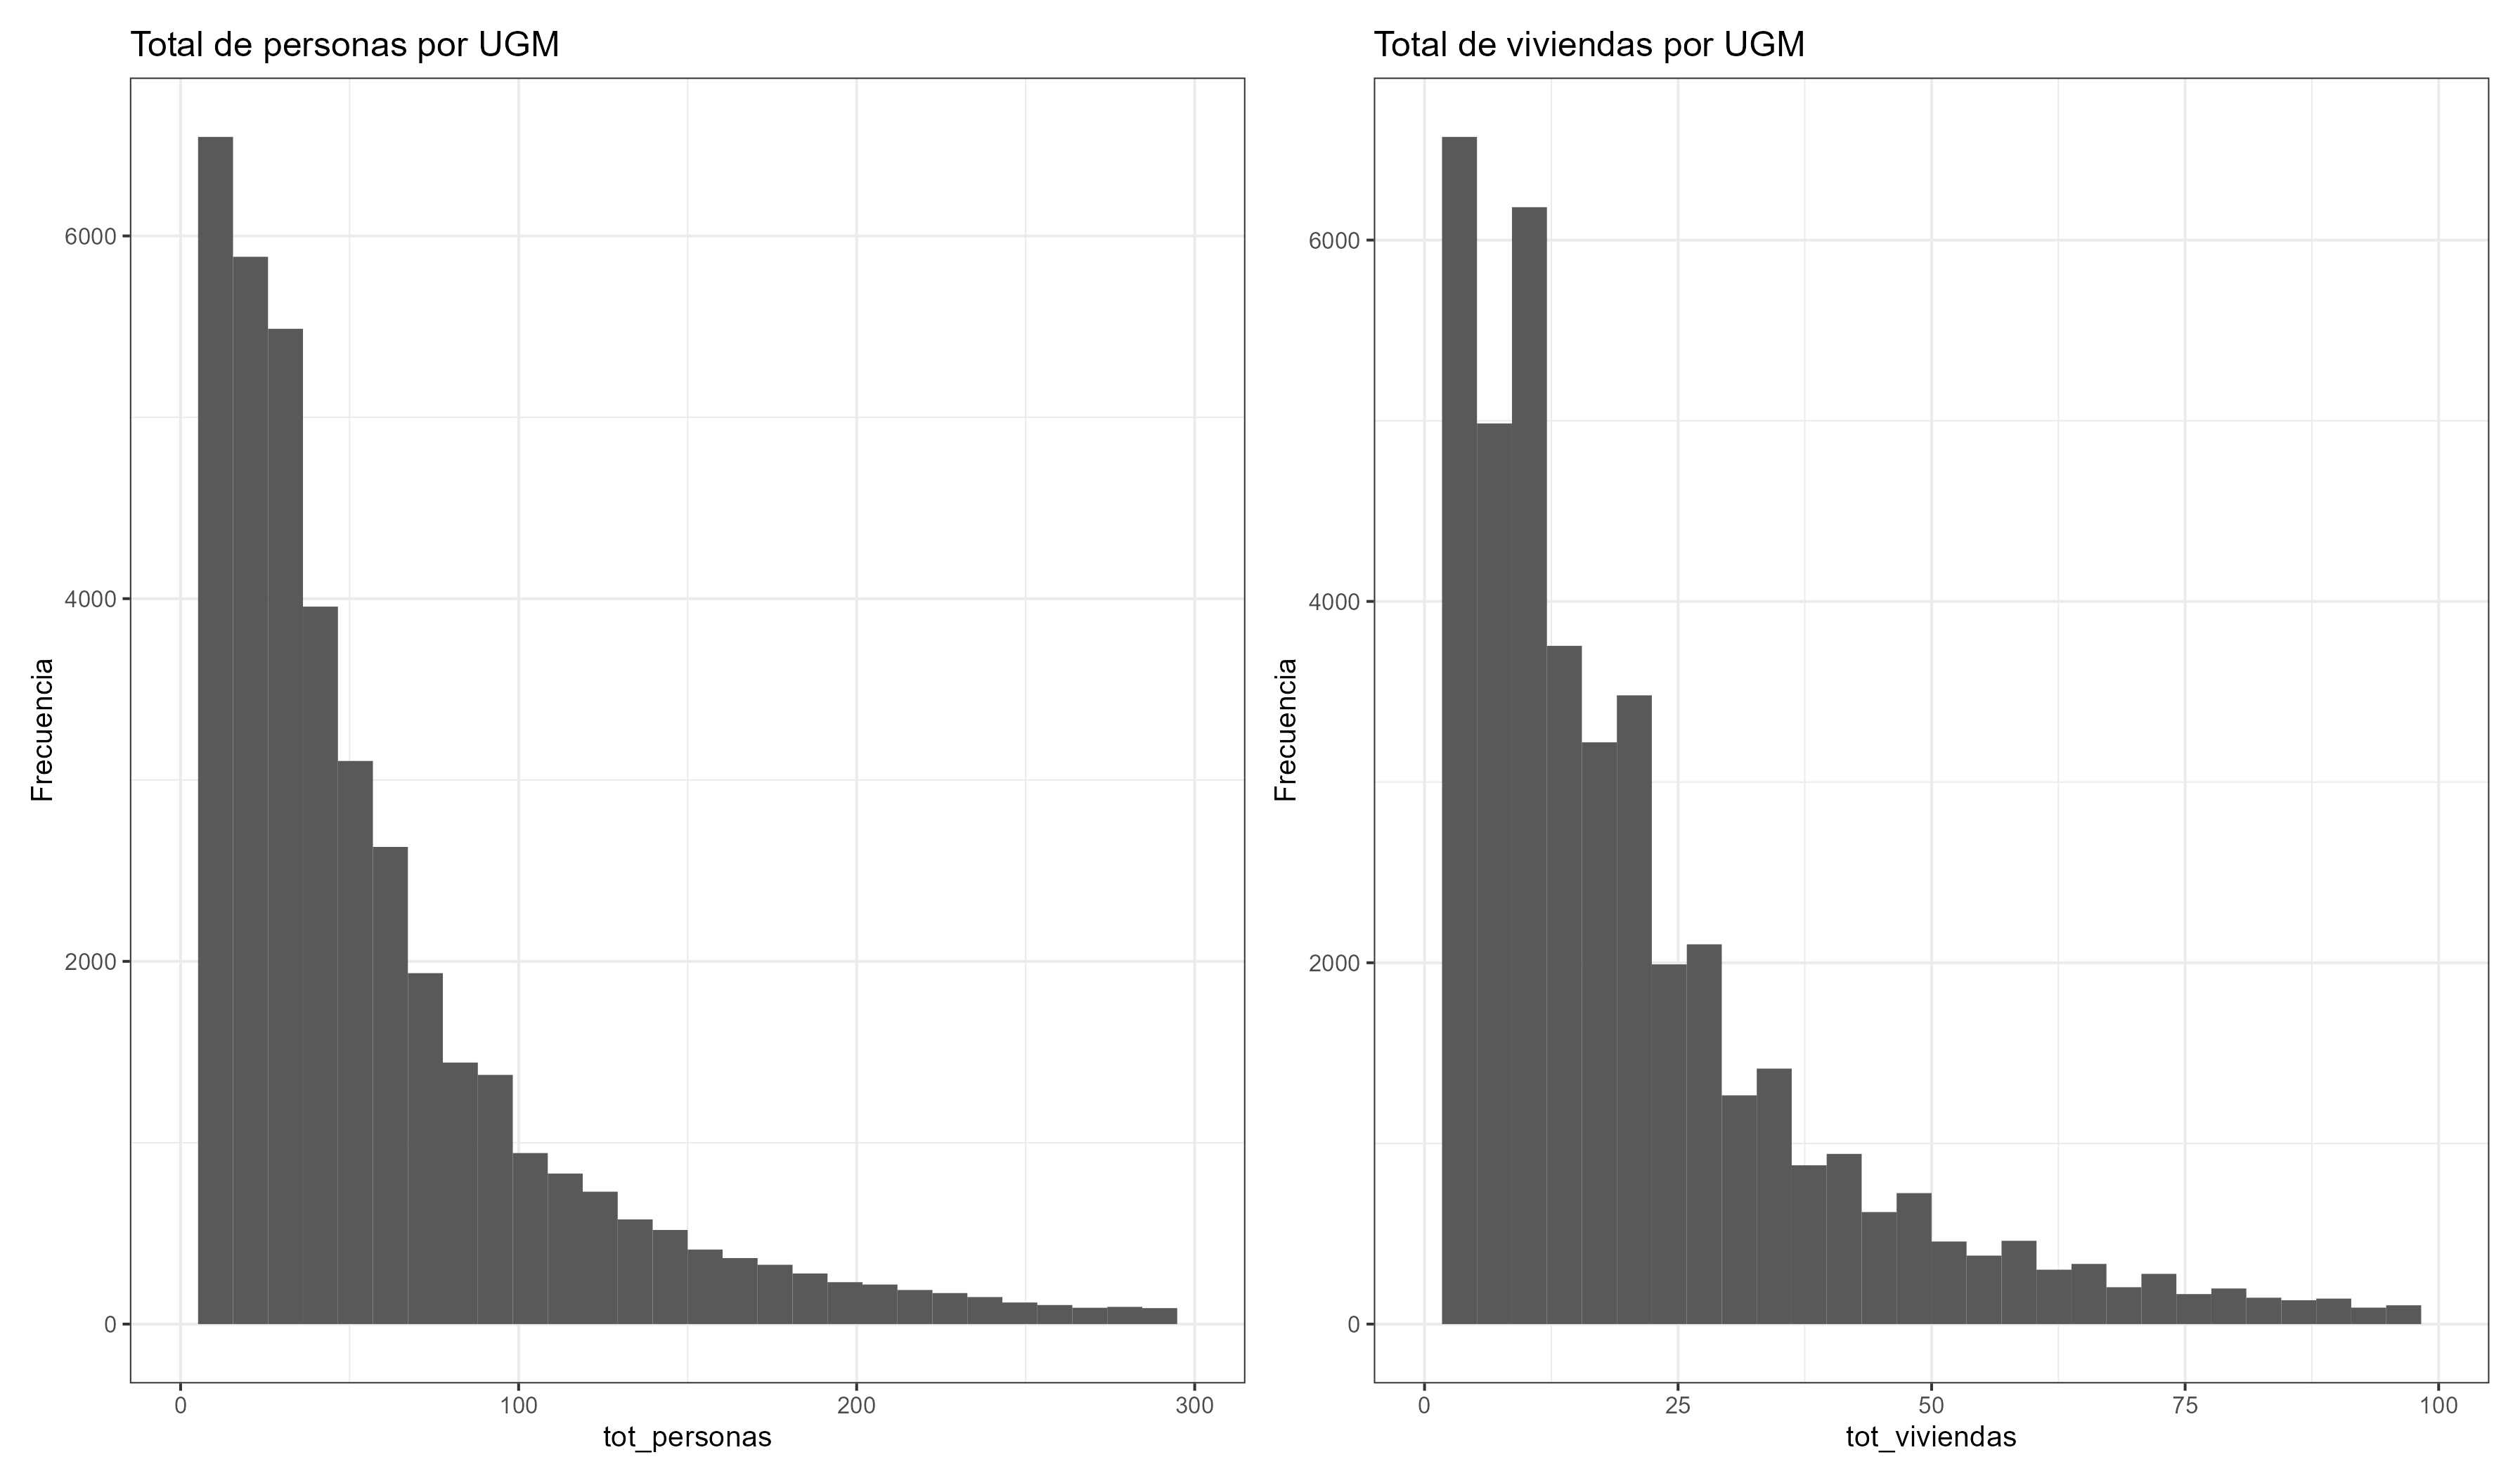 Total de personas por UGM
Frecuencia
6000
4000
2000
0
0 100 200 300
tot_personas
Total de viviendas por UGM
Frecuencia
6000
4000
2000
0
0 25 50 75 100
tot_viviendas